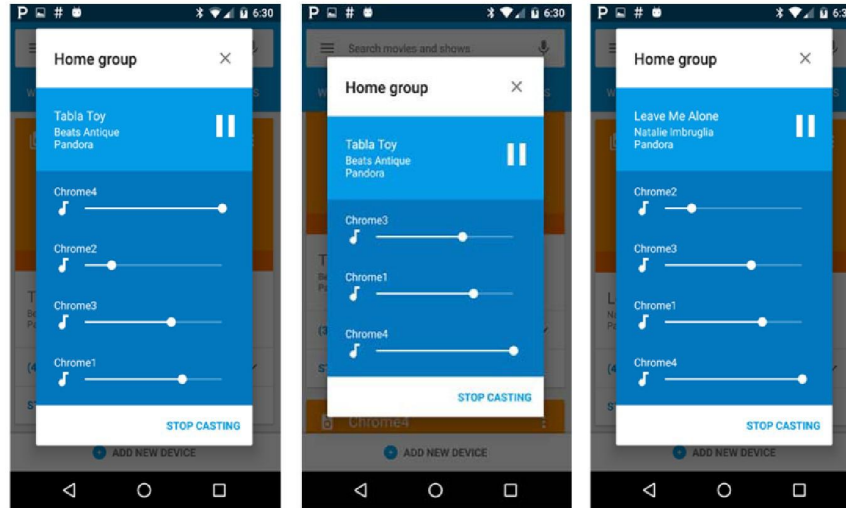 P # 6:30
Home group
Tabla Toy
Beats Antique
Pandora
Chrome4
Chrome2
Chrome3
Chrome1
STOP CASTING
ADD NEW DEVICE
P # 6:30
Search movies and shows
Home group
Tabla Toy
Beats Antique
Pandora
Chrome3
Chrome1
Chrome4
STOP CASTING
Chrome4
ADD NEW DEVICE
P # 6:3
Home group
Leave Me Alone
Natalie Imbruglia
Pandora
Chrome2
Chrome3
Chrome1
Chrome4
STOP CASTING
ADD NEW DEVICE